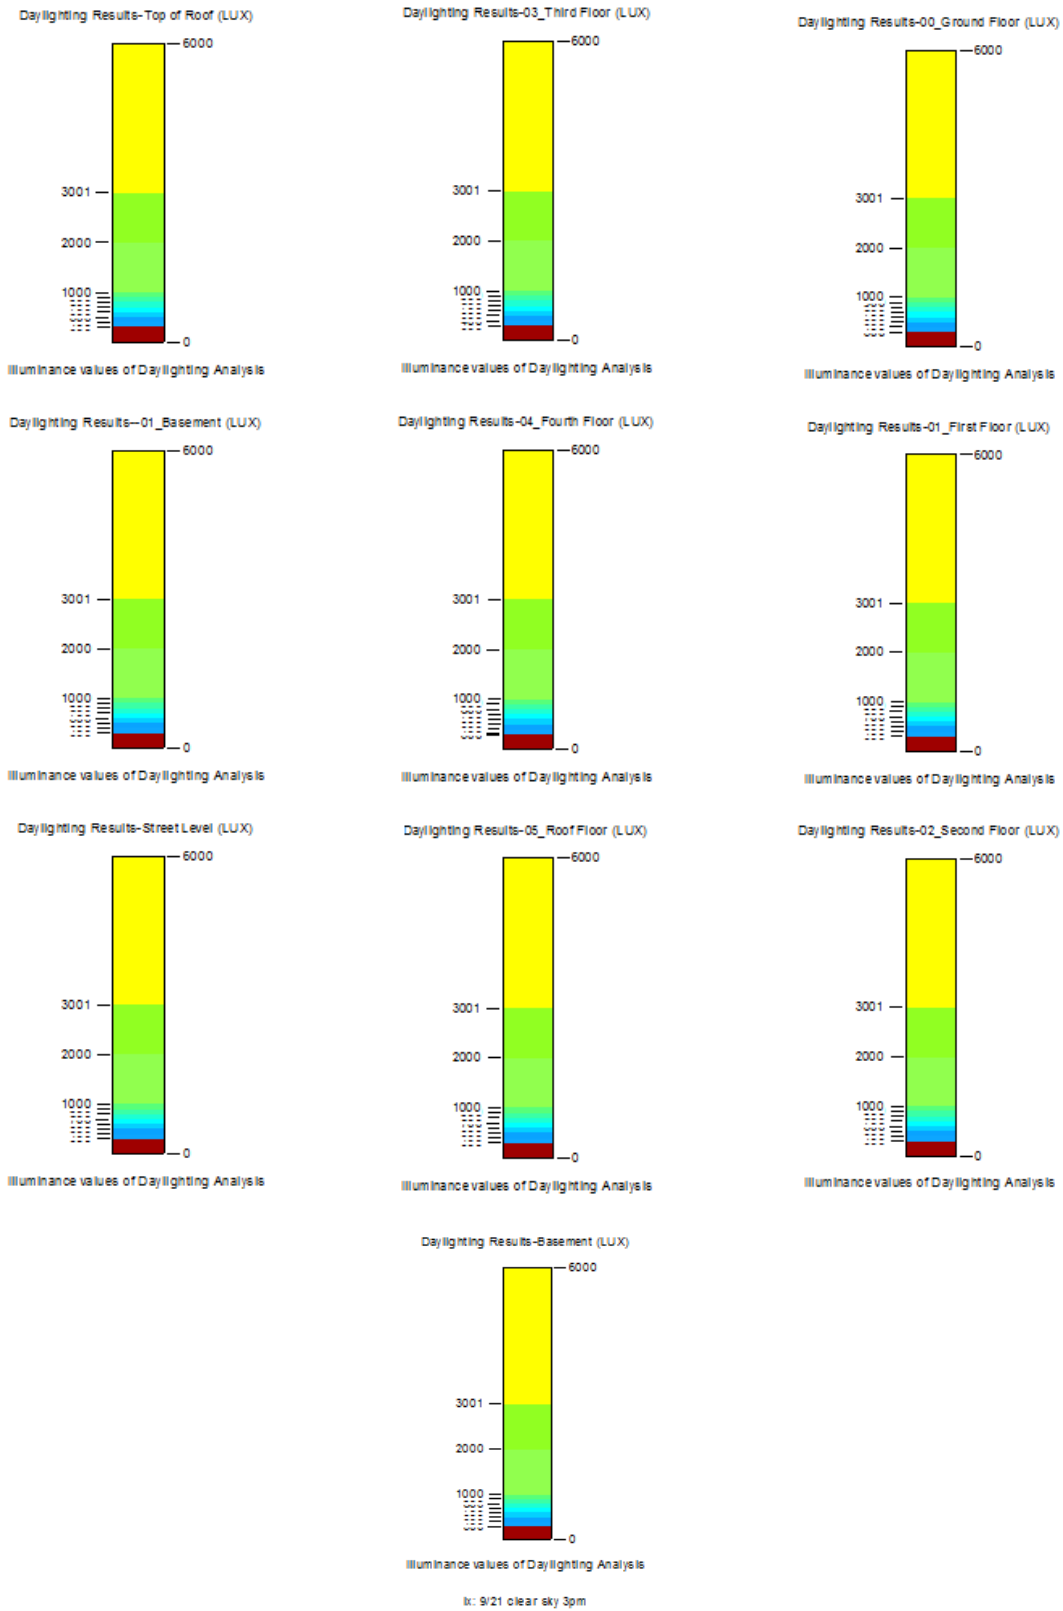 Daylighting Results-Top of Roof (LUX)
6000
3001
2000
1000
0
Illuminance values of Daylighting Analysis
Daylighting Results-03_Third Floor (LUX)
6000
3001
2000
1000
0
Illuminance values of Daylighting Analysis
Daylighting Results-00_Ground Floor (LUX)
6000
3001
2000
1000
0
Illuminance values of Daylighting Analysis
Daylighting Results--01_Basement (LUX)
6000
3001
2000
1000
0
Illuminance values of Daylighting Analysis
Daylighting Results-04_Fourth Floor (LUX)
6000
3001
2000
1000
0
Illuminance values of Daylighting Analysis
Daylighting Results-01_First Floor (LUX)
6000
3001
2000
1000
0
Illuminance values of Daylighting Analysis
Daylighting Results-Street Level (LUX)
6000
3001
2000
1000
0
Illuminance values of Daylighting Analysis
Daylighting Results-05_Roof Floor (LUX)
6000
3001
2000
1000
0
Illuminance values of Daylighting Analysis
Daylighting Results-02_Second Floor (LUX)
6000
3001
2000
1000
0
Illuminance values of Daylighting Analysis
Daylighting Results-Basement (LUX)
6000
3001
2000
1000
0
Illuminance values of Daylighting Analysis
lx: 9/21 clear sky 3pm